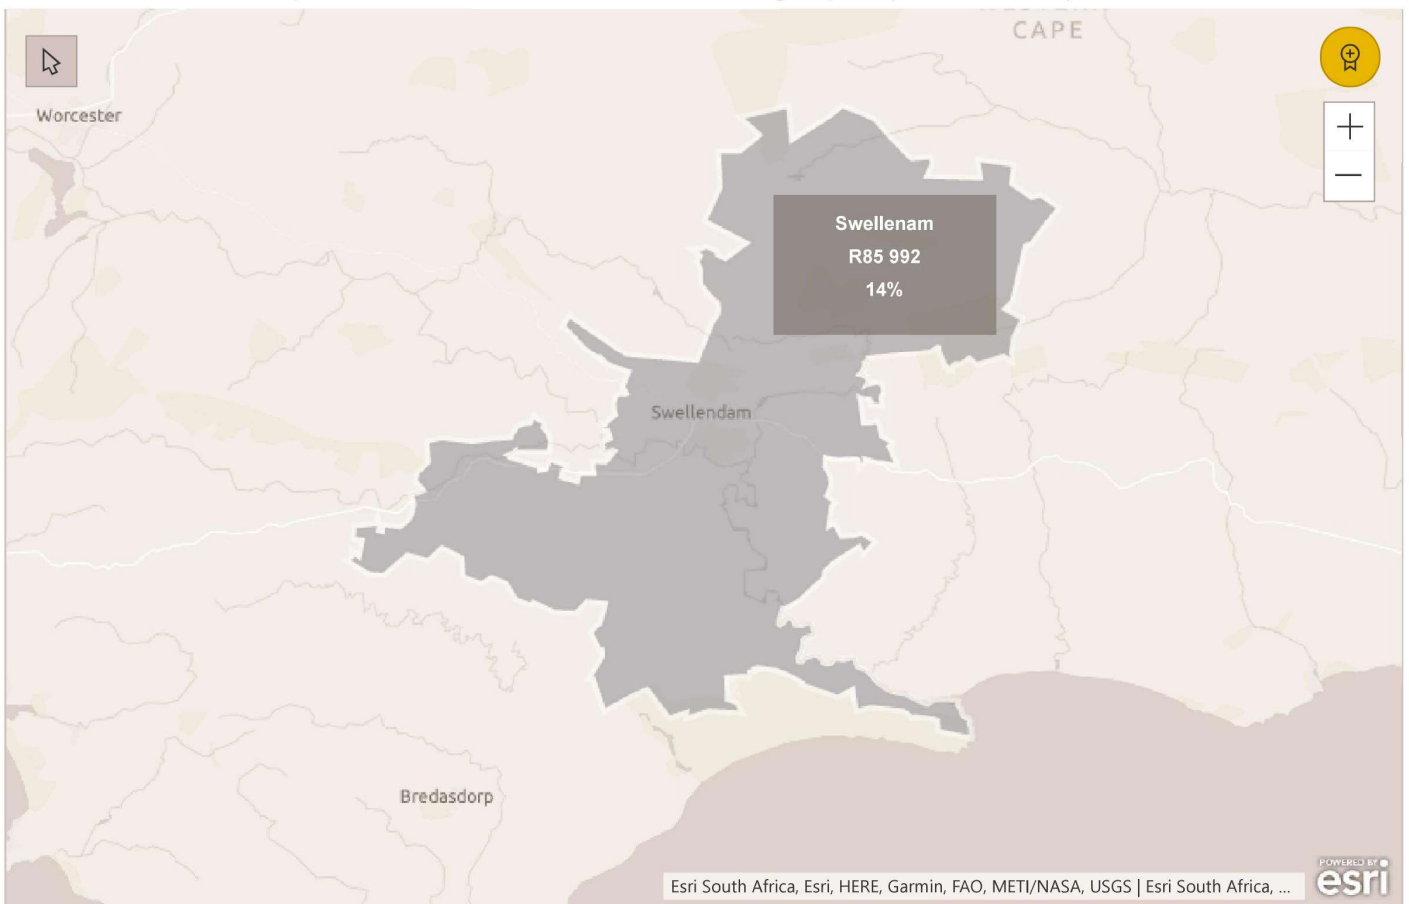 CAPE
Worcester
Swellenam
R85 992
14%
Swellendam
Bredasdorp
POWERED BY
esri
Esri South Africa, Esri, HERE, Garmin, FAO, METI/NASA, USGS | Esri South Africa, ...